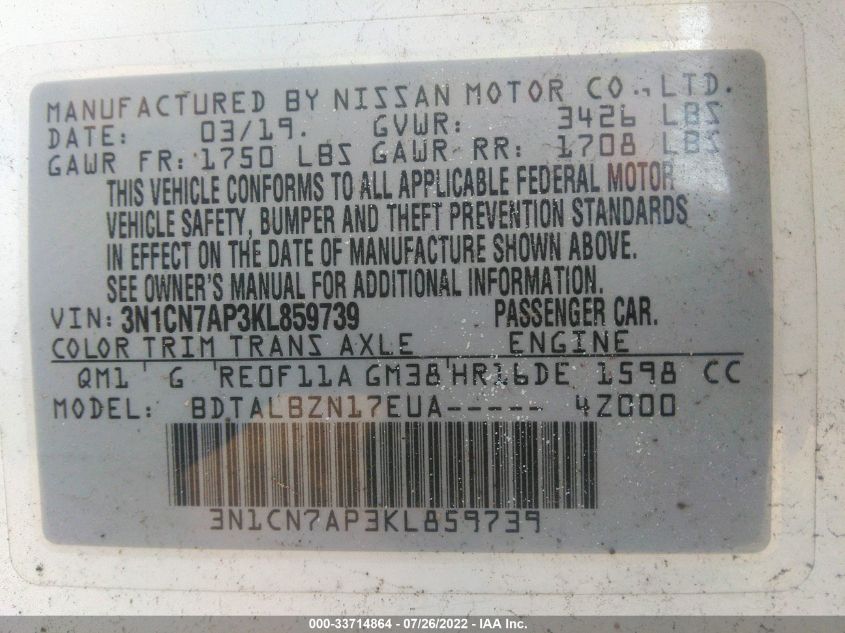 MANUFACTURED BY NISSAN MOTOR CO., LTD.
DATE: 03/19. GVWR: 3426 LBS
GAWR FR: 1750 LBS GAWR RR: 1708 LBS
THIS VEHICLE CONFORMS TO ALL APPLICABLE FEDERAL MOTOR
VEHICLE SAFETY, BUMPER AND THEFT PREVENTION STANDARDS
IN EFFECT ON THE DATE OF MANUFACTURE SHOWN ABOVE.
SEE OWNER'S MANUAL FOR ADDITIONAL INFORMATION.
VIN: 3N1CN7AP3KL859739 PASSENGER CAR.
COLOR TRIM TRANS AXLE ENGINE
QM1 G RE0F11A GM38 HR16DE 1598 CC
MODEL: BDTALBZN17EUA----- 4Z000
3N1CN7AP3KL859739
000-33714864 - 07/26/2022 - IAA Inc.